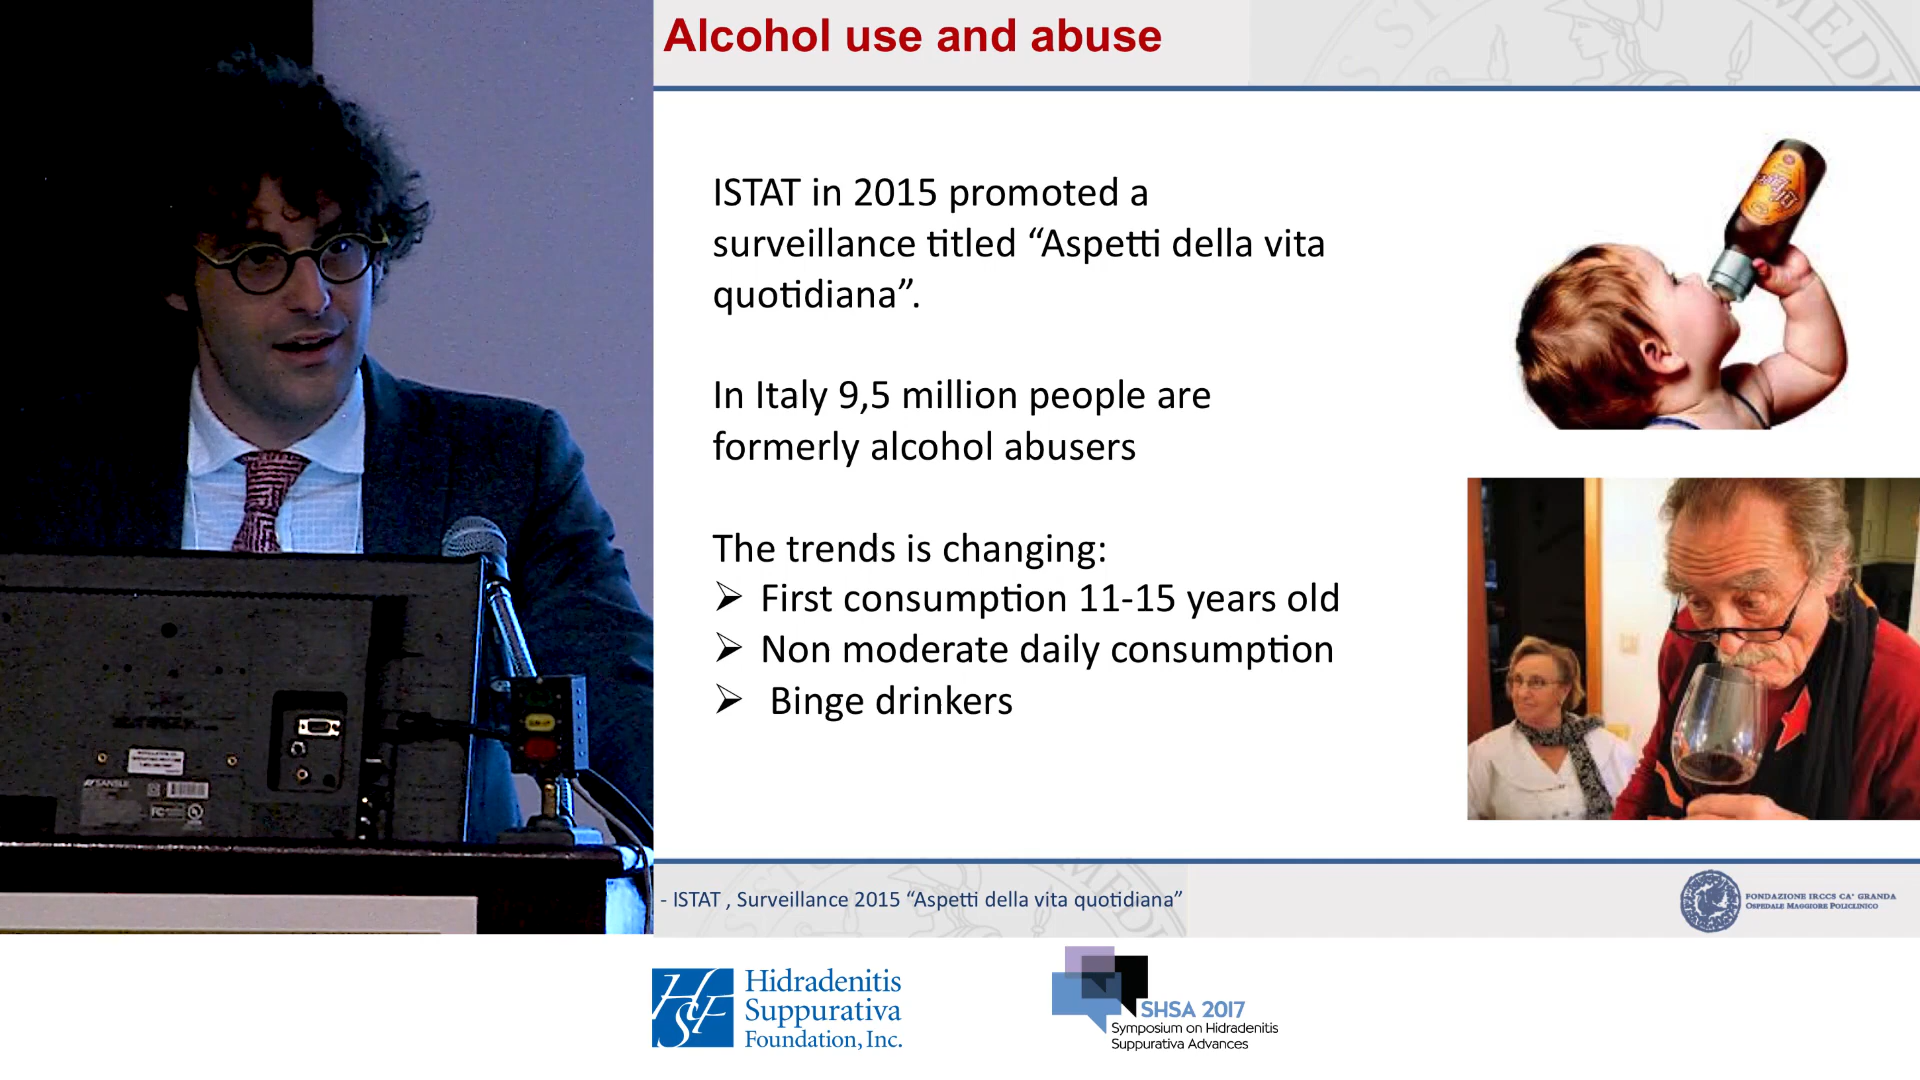 Alcohol use and abuse
ISTAT in 2015 promoted a
surveillance titled “Aspetti della vita
quotidiana”.
In Italy 9,5 million people are
formerly alcohol abusers
The trends is changing:
First consumption 11-15 years old
Non moderate daily consumption
Binge drinkers
- ISTAT , Surveillance 2015 “Aspetti della vita quotidiana”
FONDAZIONE IRCCS CA' GRANDA
OSPEDALE MAGGIORE POLICLINICO
HSF
Hidradenitis
Suppurativa
Foundation, Inc.
SHSA 2017
Symposium on Hidradenitis
Suppurativa Advances